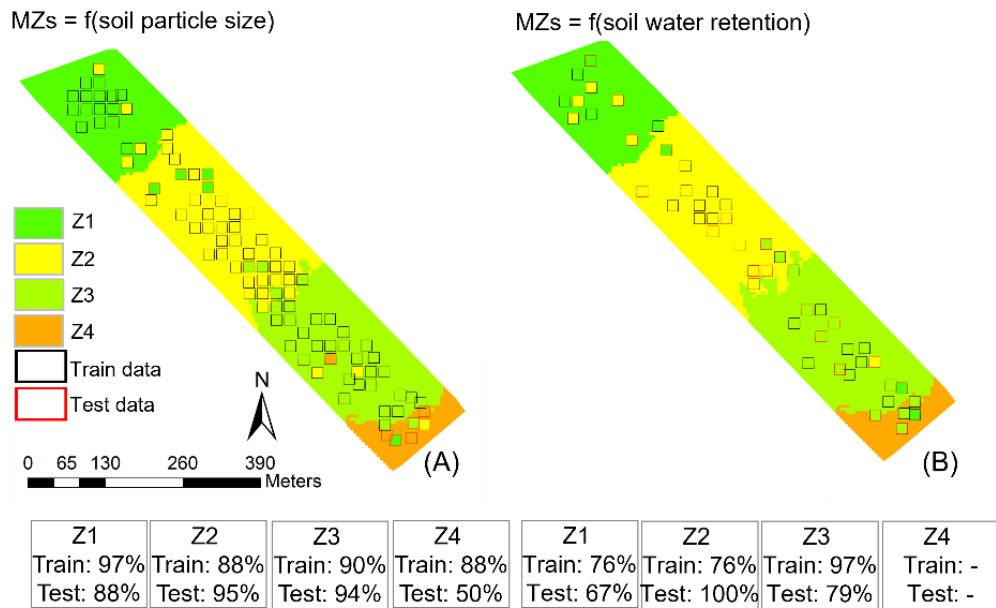 MZs = f(soil particle size)
MZs = f(soil water retention)
Z1
Z2
Z3
Z4
Train data
Test data
N
0 65 130 260 390
Meters
(A)
(B)
Z1
Train: 97%
Test: 88%
Z2
Train: 88%
Test: 95%
Z3
Train: 90%
Test: 94%
Z4
Train: 88%
Test: 50%
Z1
Train: 76%
Test: 67%
Z2
Train: 76%
Test: 100%
Z3
Train: 97%
Test: 79%
Z4
Train: -
Test: -